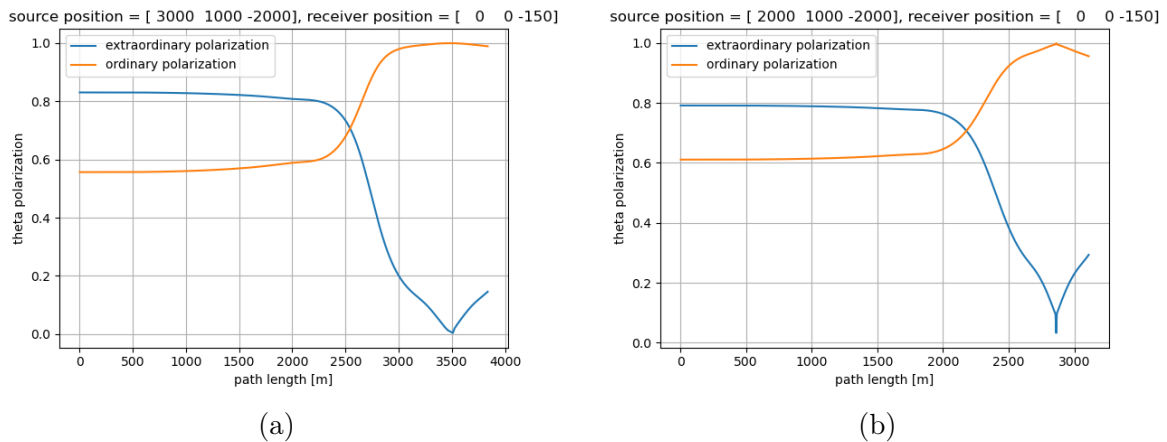 source position = [ 3000 1000 -2000], receiver position = [ 0 0 -150]
1.0
0.8
0.6
0.4
0.2
0.0
theta polarization
extraordinary polarization
ordinary polarization
0 500 1000 1500 2000 2500 3000 3500 4000
path length [m]
(a)
source position = [ 2000 1000 -2000], receiver position = [ 0 0 -150]
1.0
0.8
0.6
0.4
0.2
0.0
theta polarization
extraordinary polarization
ordinary polarization
0 500 1000 1500 2000 2500 3000
path length [m]
(b)